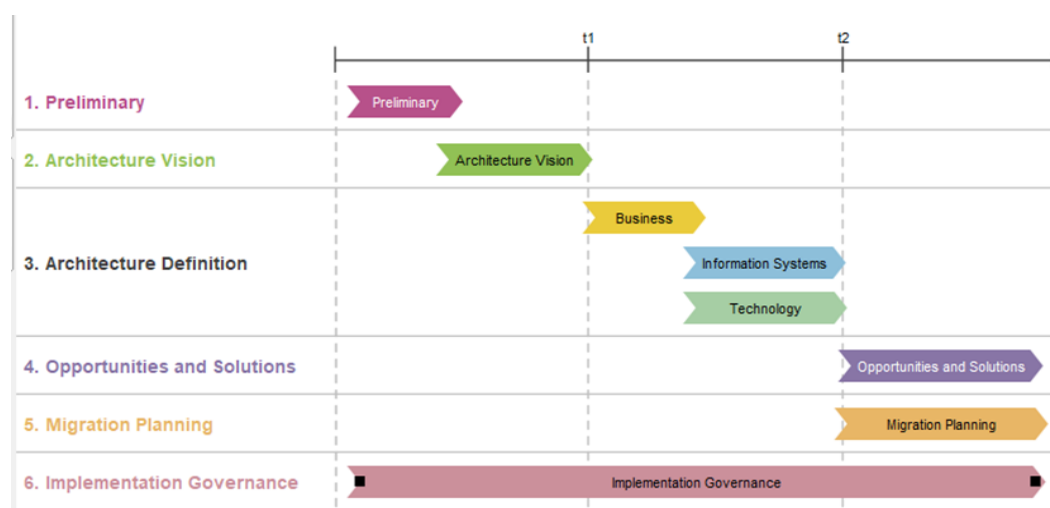 t1
t2
1. Preliminary
Preliminary
2. Architecture Vision
Architecture Vision
Business
3. Architecture Definition
Information Systems
Technology
4. Opportunities and Solutions
Opportunities and Solutions
5. Migration Planning
Migration Planning
6. Implementation Governance
Implementation Governance